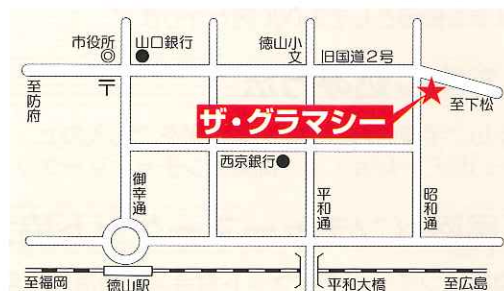 市役所
山口銀行
徳山小
文
旧国道2号
至防府
〒
至下松
ザ・グラマシー
西京銀行
御幸通
平和通
昭和通
至福岡
徳山駅
平和大橋
至広島